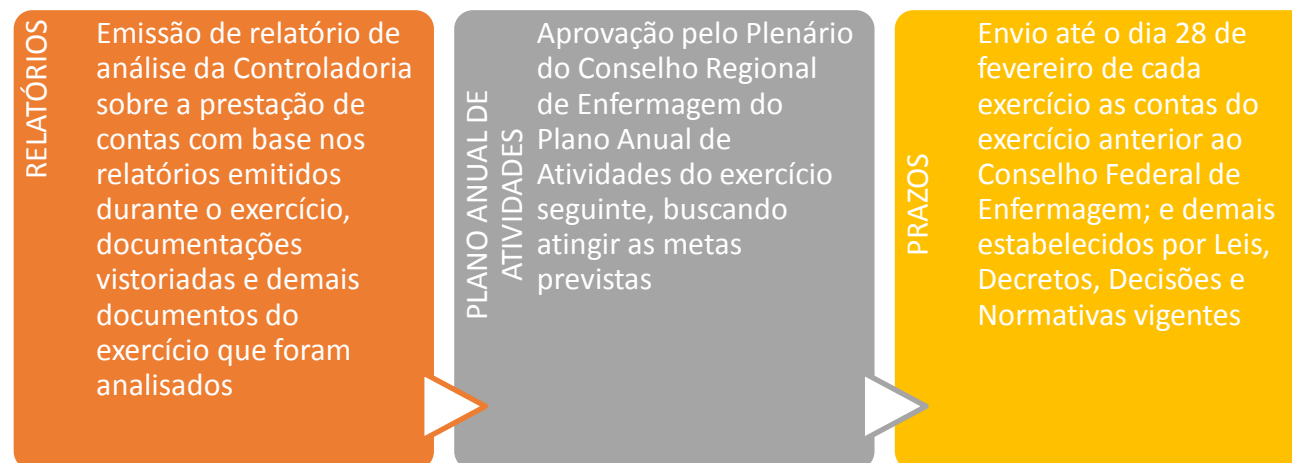 RELATÓRIOS
Emissão de relatório de
análise da Controladoria
sobre a prestação de
contas com base nos
relatórios emitidos
durante o exercício,
documentações
vistoriadas e demais
documentos do
exercício que foram
analisados
PLANO ANUAL DE
ATIVIDADES
Aprovação pelo Plenário
do Conselho Regional
de Enfermagem do
Plano Anual de
Atividades do exercício
seguinte, buscando
atingir as metas
previstas
PRAZOS
Envio até o dia 28 de
fevereiro de cada
exercício as contas do
exercício anterior ao
Conselho Federal de
Enfermagem; e demais
estabelecidos por Leis,
Decretos, Decisões e
Normativas vigentes